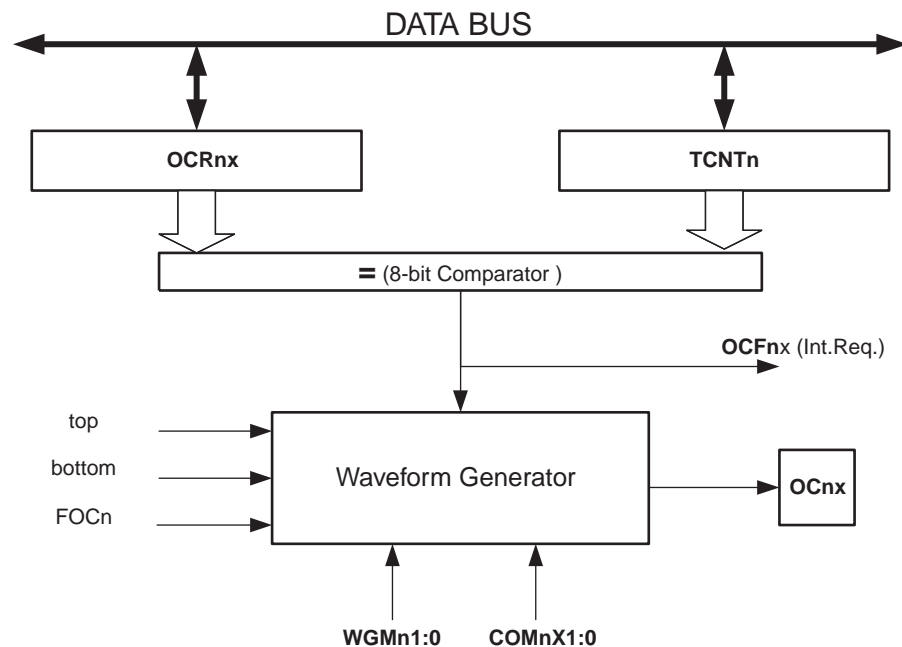 DATA BUS
OCRnx
TCNTn
= (8-bit Comparator )
OCFnx (Int.Req.)
top
bottom
FOCn
Waveform Generator
OCnx
WGMn1:0
COMnX1:0